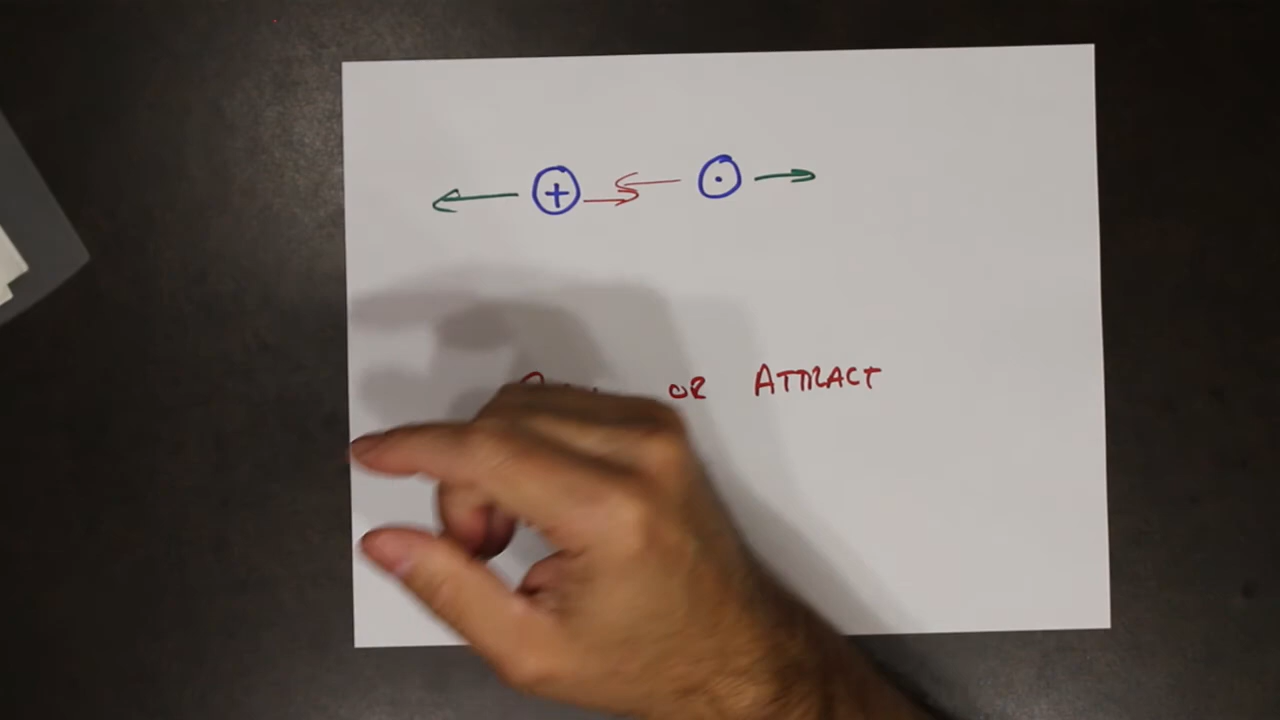 + .
OR ATTRACT